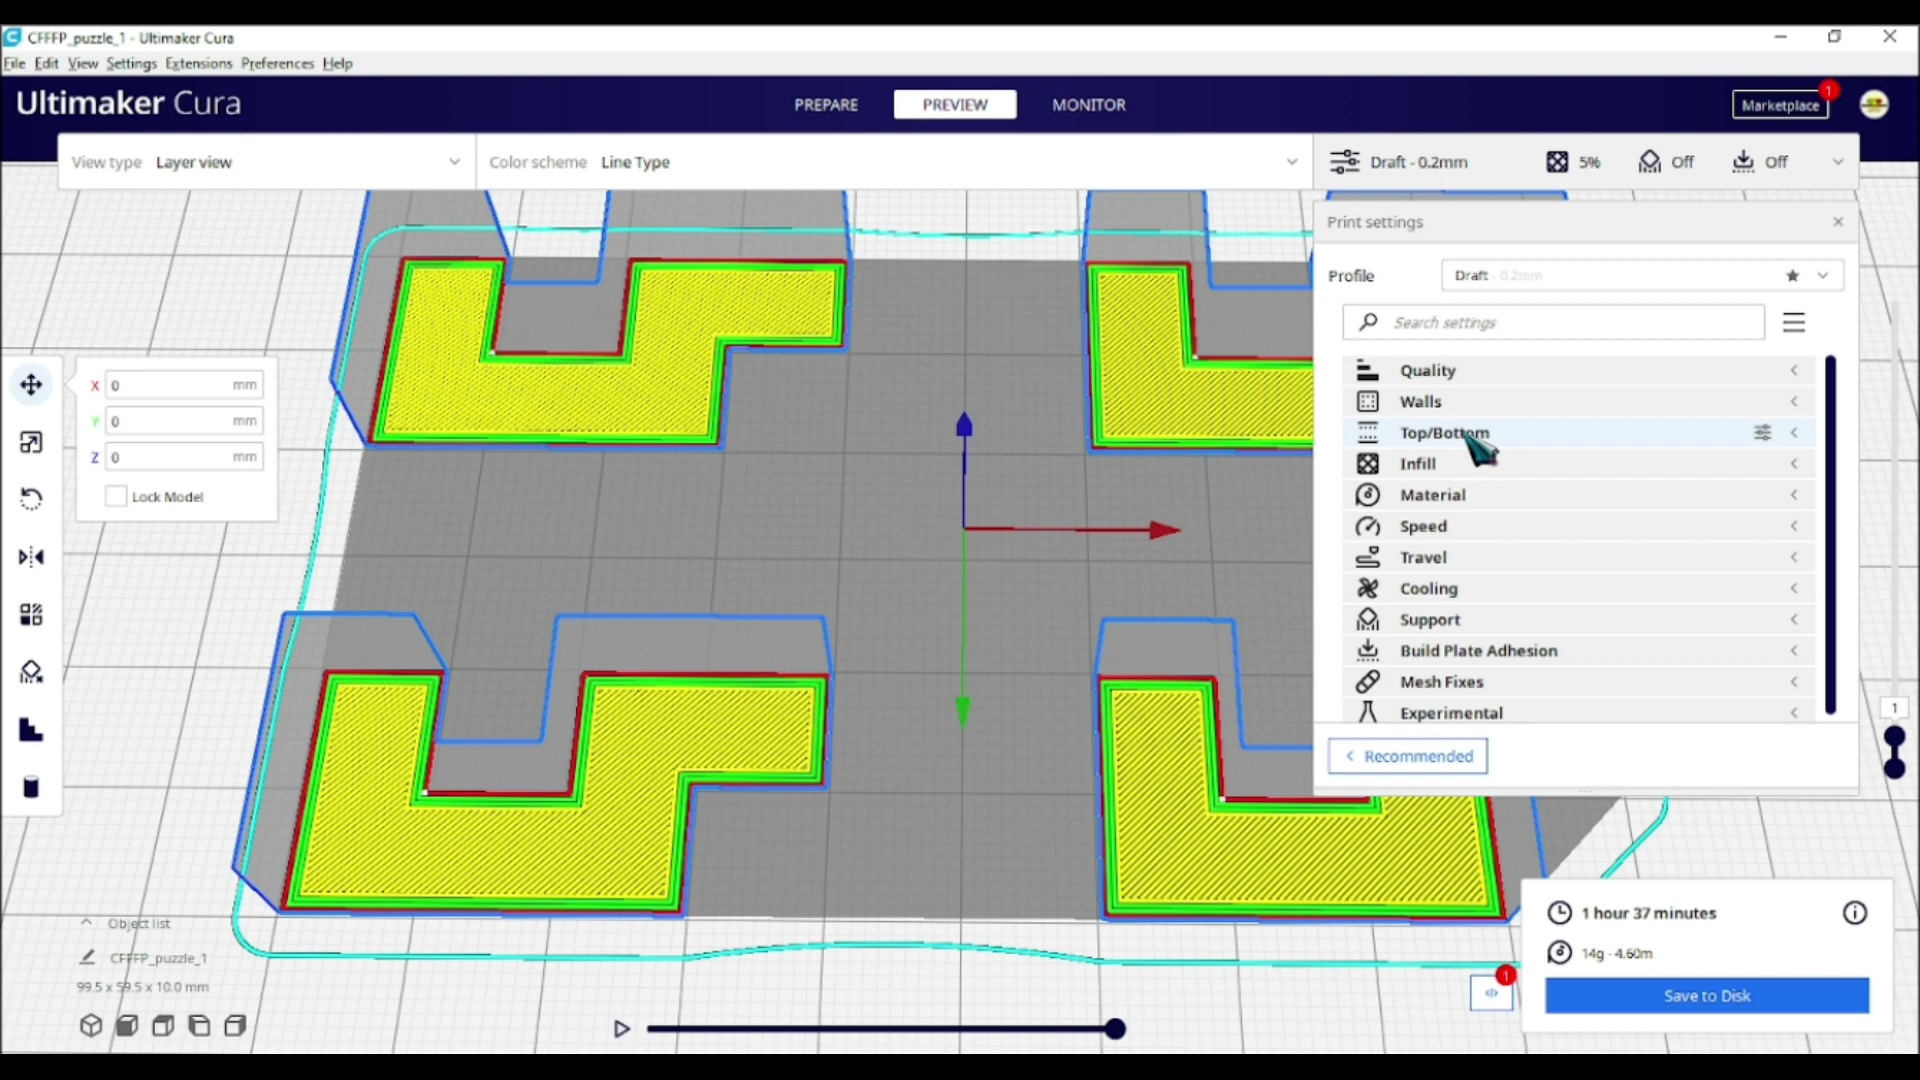 CFFFP_puzzle_1 - Ultimaker Cura
File Edit View Settings Extensions Preferences Help
Ultimaker Cura
PREPARE PREVIEW MONITOR
Marketplace 1
View type Layer view
Color scheme Line Type
Draft - 0.2mm 5% Off Off
Print settings
Profile Draft - 0.2mm
Search settings
Quality
Walls
Top/Bottom
Infill
Material
Speed
Travel
Cooling
Support
Build Plate Adhesion
Mesh Fixes
Experimental
Recommended
X 0 mm
Y 0 mm
Z 0 mm
Lock Model
1
Object list
CFFFP_puzzle_1
99.5 x 59.5 x 10.0 mm
1 hour 37 minutes
14g · 4.60m
1
Save to Disk